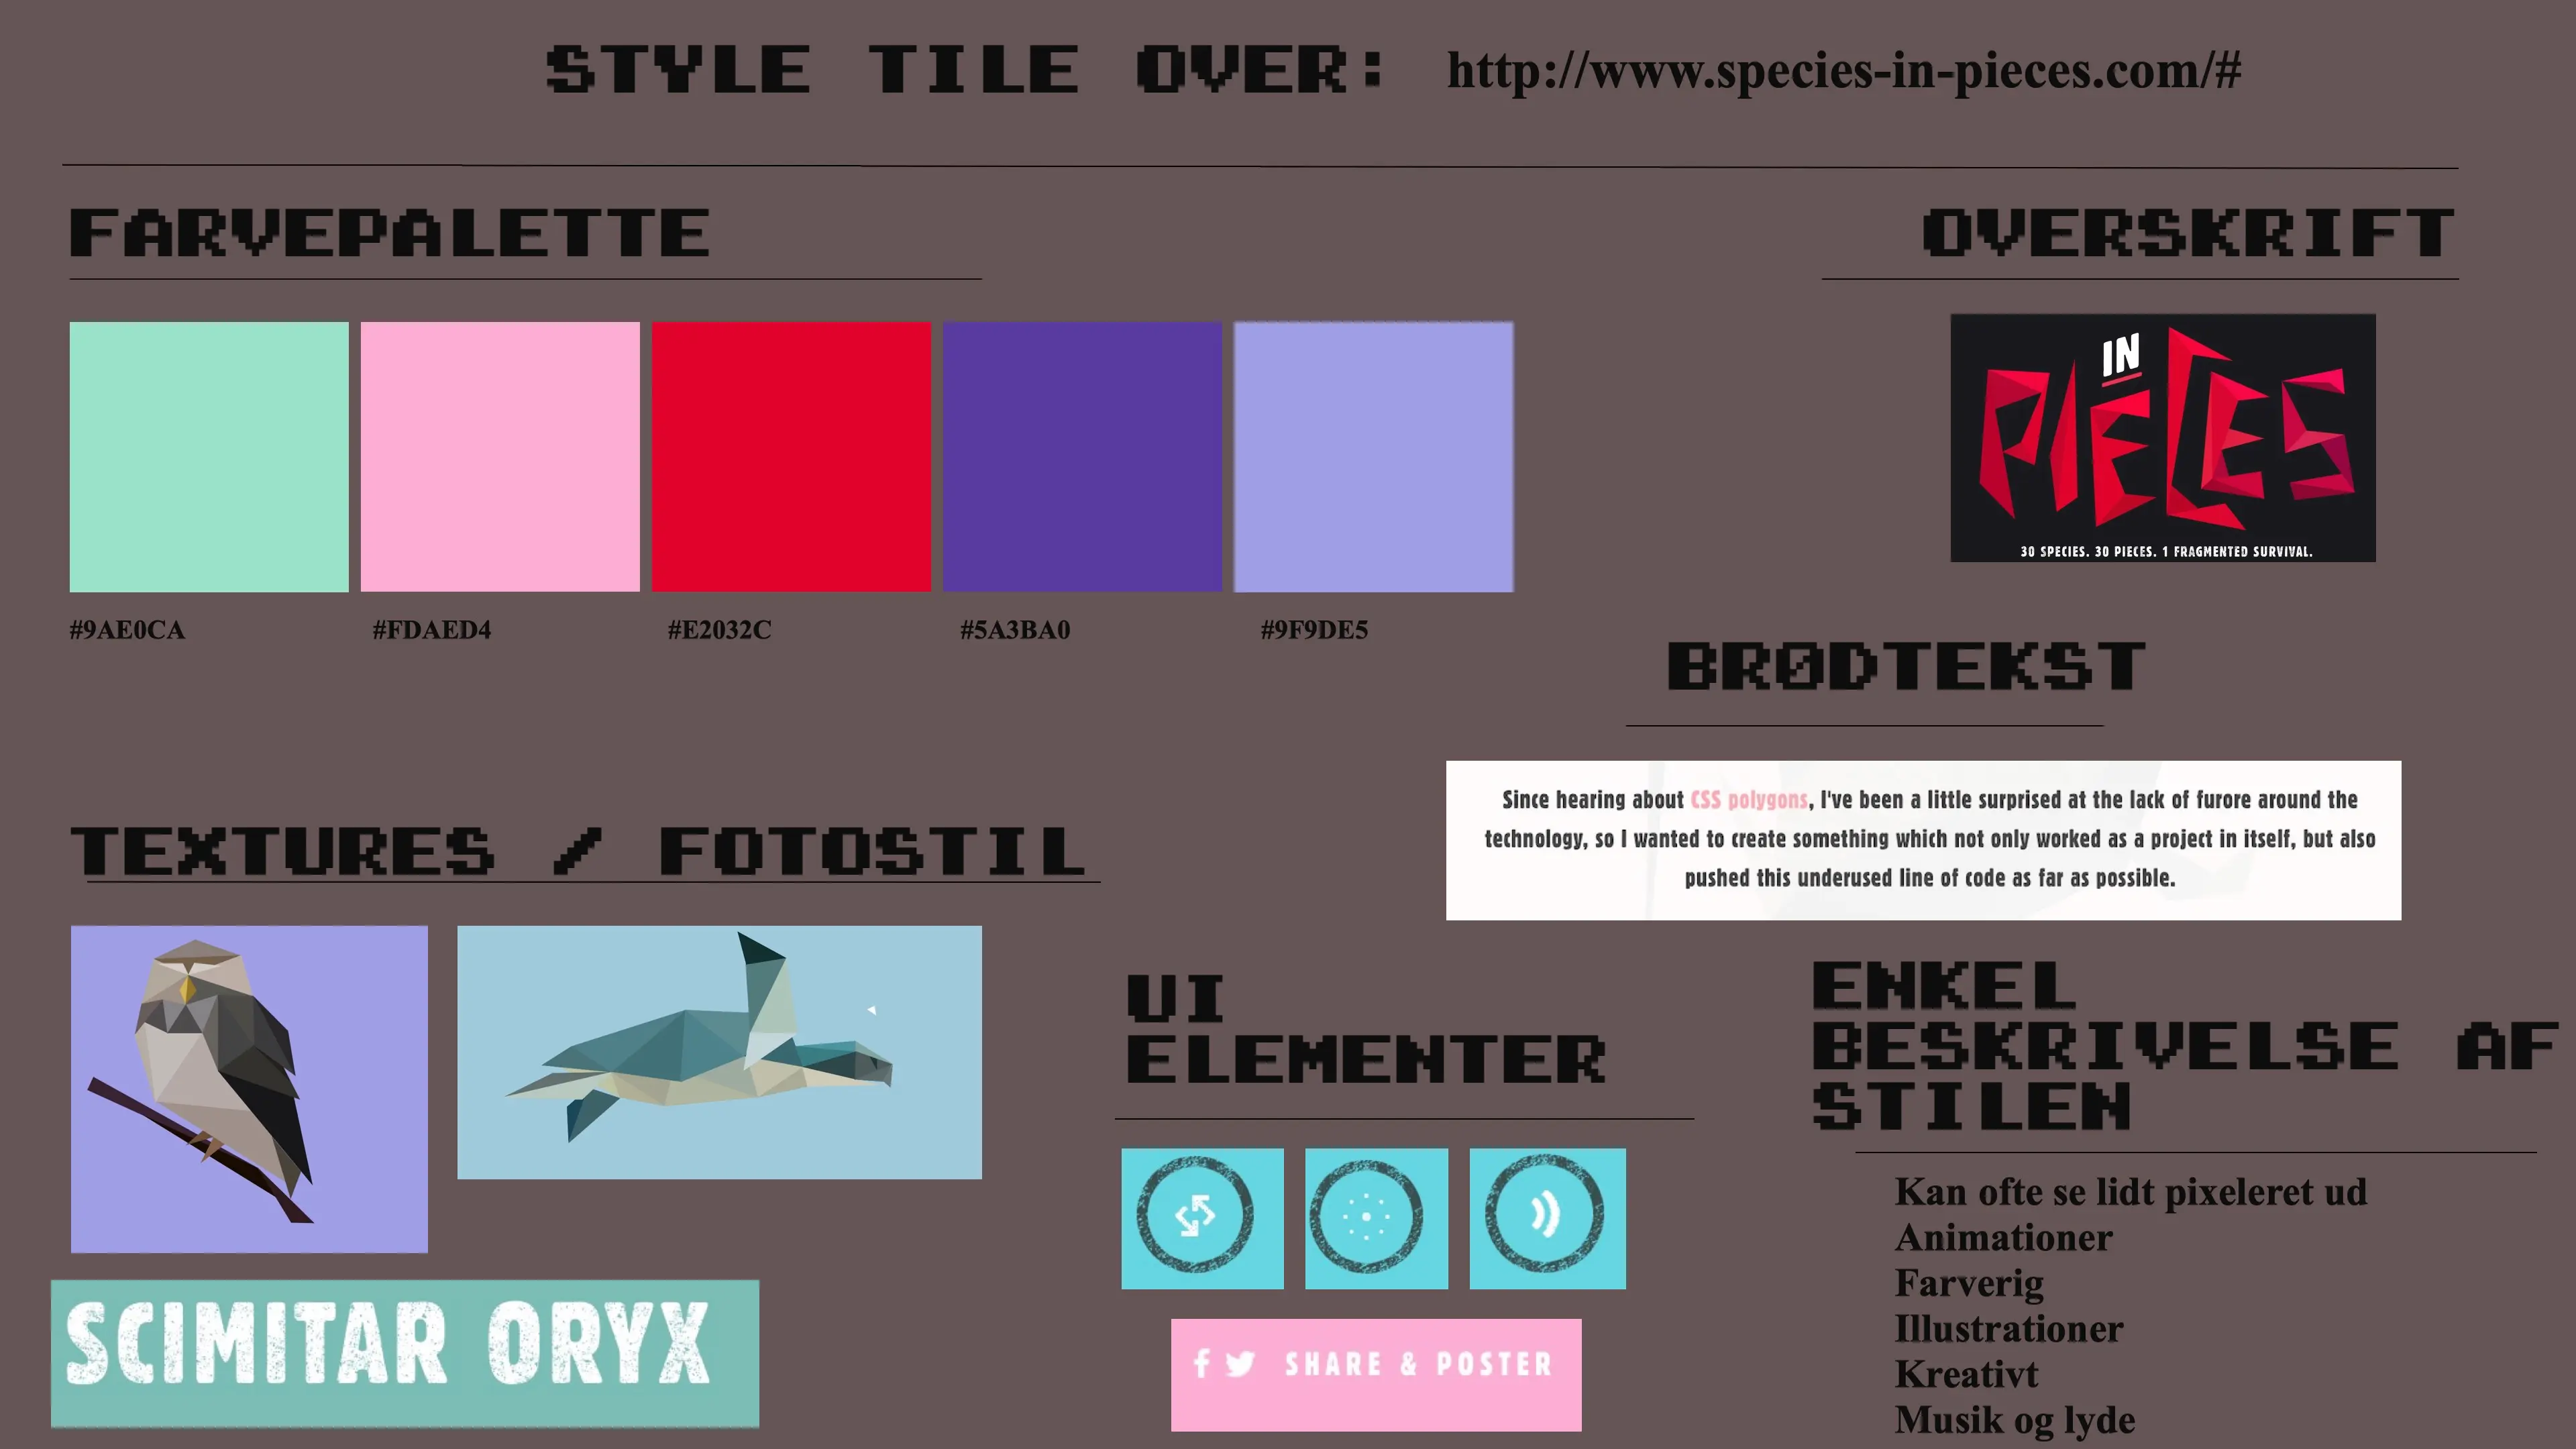 STYLE TILE OVER: http://www.species-in-pieces.com/#
FARVEPALETTE
OVERSKRIFT
IN
PIECES
30 SPECIES. 30 PIECES. 1 FRAGMENTED SURVIVAL.
#9AE0CA
#FDAED4
#E2032C
#5A3BA0
#9F9DE5
BRØDTEKST
Since hearing about CSS polygons, I've been a little surprised at the lack of furore around the
technology, so I wanted to create something which not only worked as a project in itself, but also
pushed this underused line of code as far as possible.
TEXTURES / FOTOSTIL
SCIMITAR ORYX
UI
ELEMENTER
f SHARE & POSTER
ENKEL
BESKRIVELSE AF
STILEN
Kan ofte se lidt pixeleret ud
Animationer
Farverig
Illustrationer
Kreativt
Musik og lyde